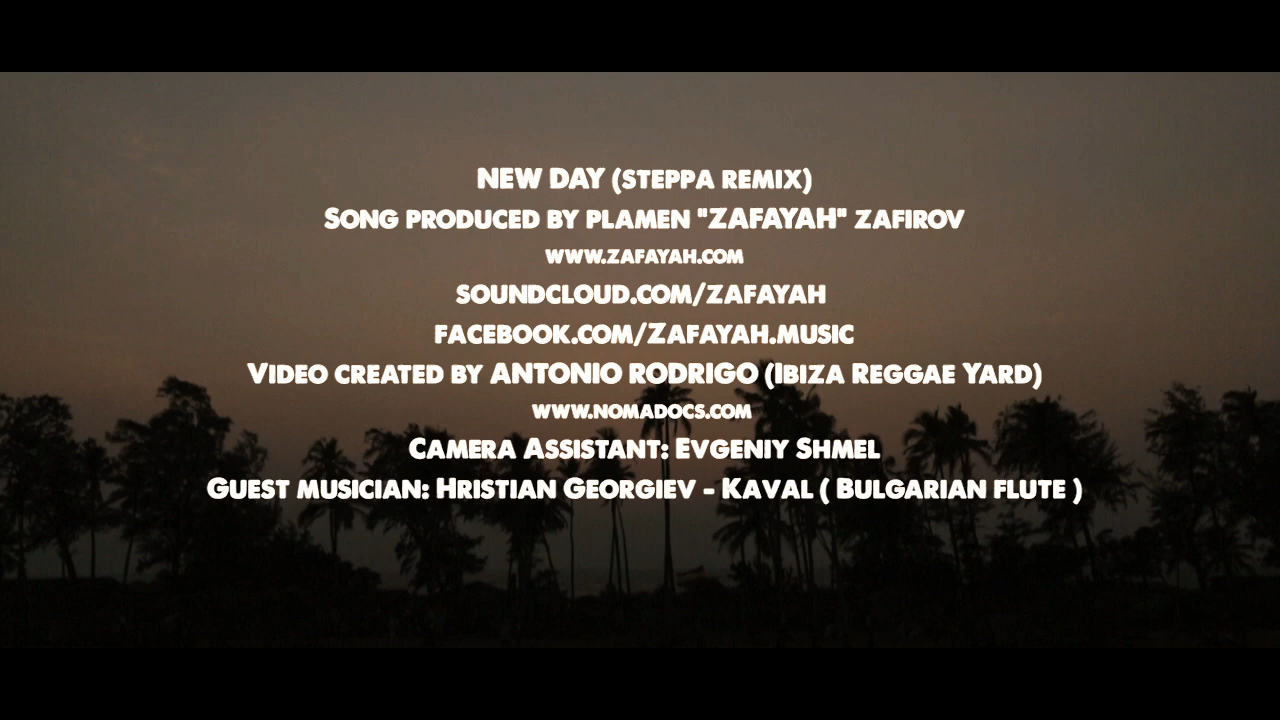 NEW DAY (STEPPA REMIX)
SONG PRODUCED BY PLAMEN "ZAFAYAH" ZAFIROV
WWW.ZAFAYAH.COM
SOUNDCLOUD.COM/ZAFAYAH
FACEBOOK.COM/ZAFAYAH.MUSIC
VIDEO CREATED BY ANTONIO RODRIGO (IBIZA REGGAE YARD)
WWW.NOMADOCS.COM
CAMERA ASSISTANT: EVGENIY SHMEL
GUEST MUSICIAN: HRISTIAN GEORGIEV - KAVAL ( BULGARIAN FLUTE )